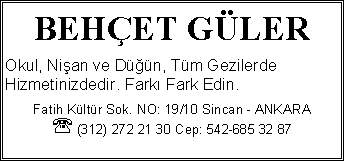 BEHÇET GÜLER
Okul, Nişan ve Düğün, Tüm Gezilerde
Hizmetinizdedir. Farkı Fark Edin.
Fatih Kültür Sok. NO: 19/10 Sincan - ANKARA
☎ (312) 272 21 30 Cep: 542-685 32 87